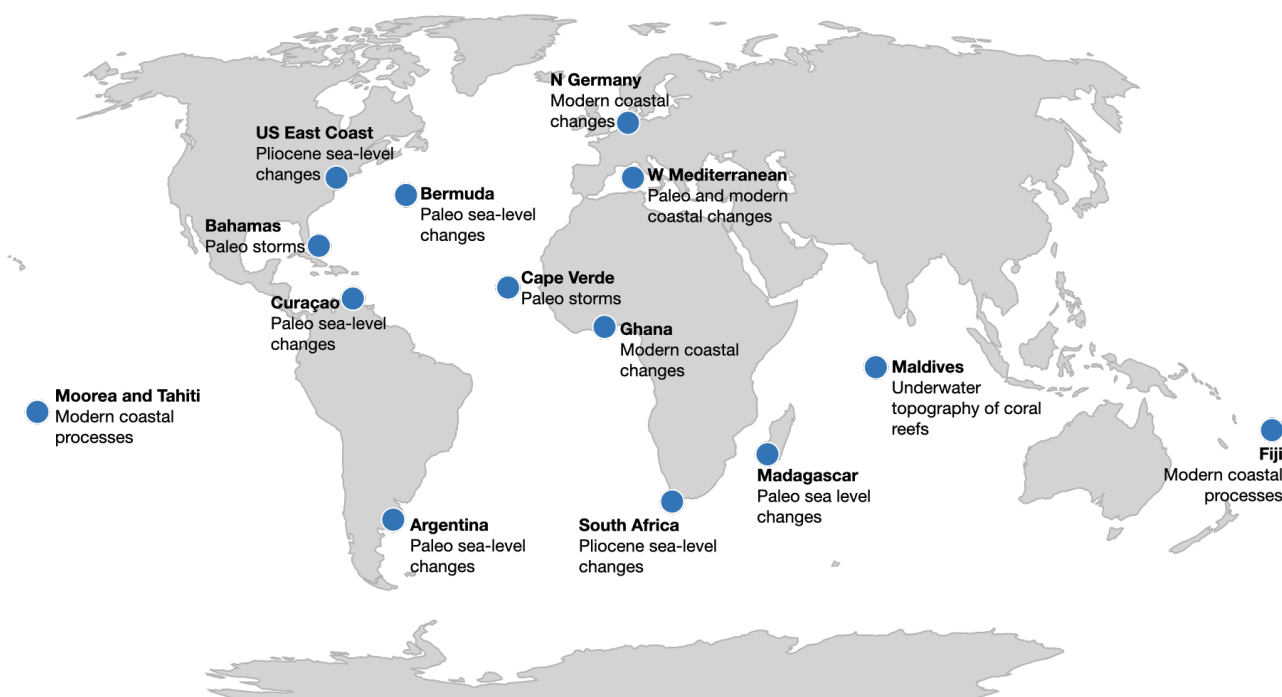 N Germany
Modern coastal
changes
US East Coast
Pliocene sea-level
changes
W Mediterranean
Paleo and modern
coastal changes
Bermuda
Paleo sea-level
changes
Bahamas
Paleo storms
Cape Verde
Paleo storms
Curaçao
Paleo sea-level
changes
Ghana
Modern coastal
changes
Maldives
Underwater
topography of coral
reefs
Moorea and Tahiti
Modern coastal
processes
Fiji
Modern coastal
processes
Madagascar
Paleo sea level
changes
Argentina
Paleo sea-level
changes
South Africa
Pliocene sea-level
changes